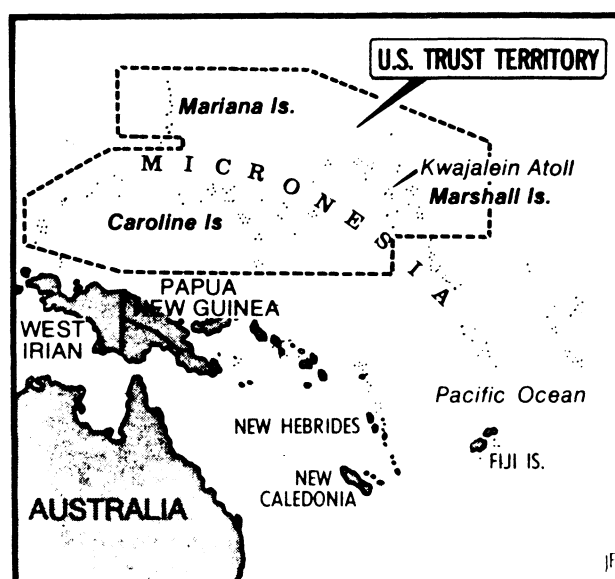 U.S. TRUST TERRITORY
Mariana Is.
MICRONESIA
Kwajalein Atoll
Marshall Is.
Caroline Is
PAPUA
NEW GUINEA
WEST
IRIAN
Pacific Ocean
NEW HEBRIDES
FIJI IS.
NEW
CALEDONIA
AUSTRALIA